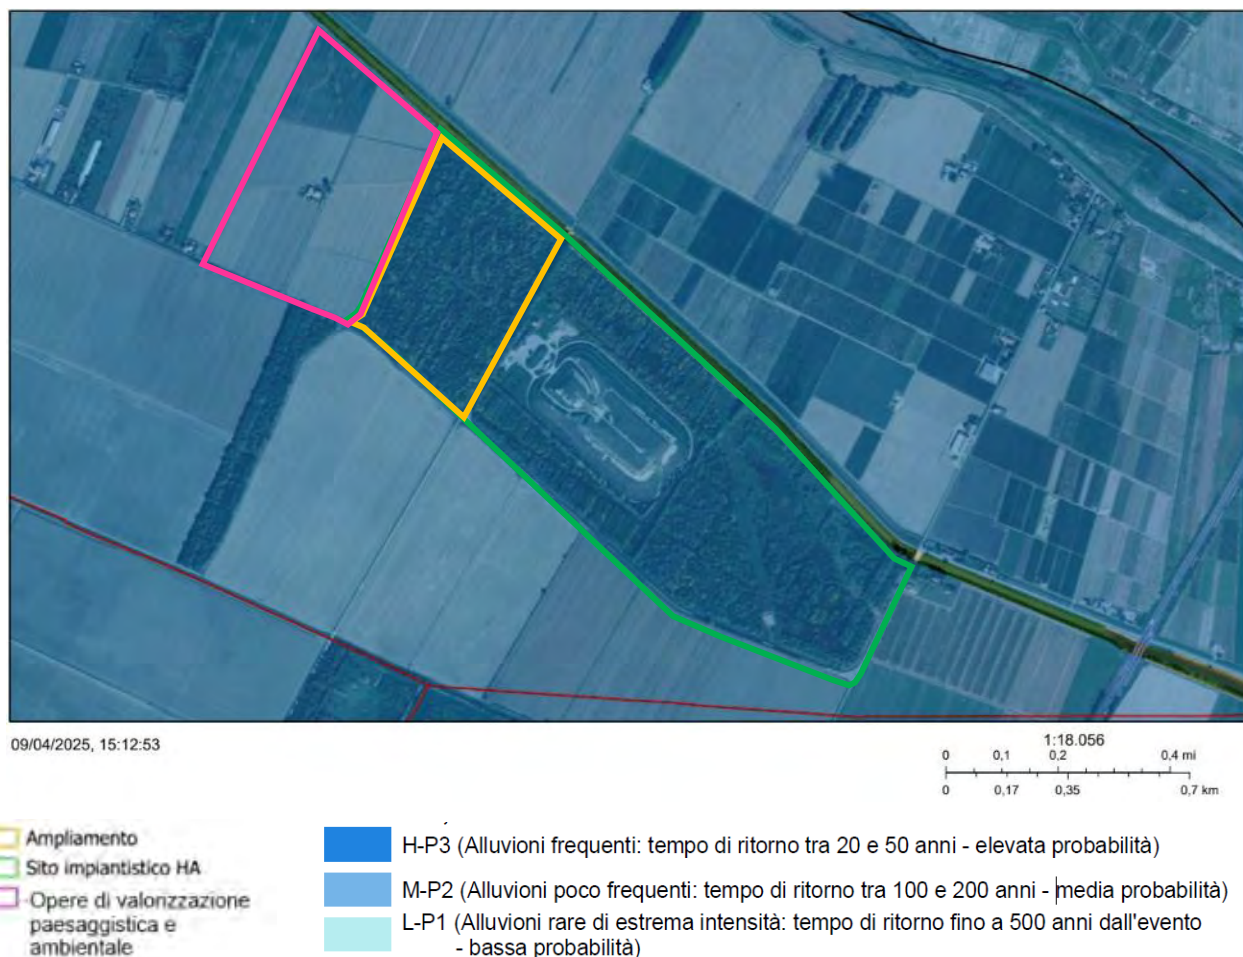 09/04/2025, 15:12:53
1:18.056
0 0,1 0,2 0,4 mi
0 0,17 0,35 0,7 km
Ampliamento
Sito impiantistico HA
Opere di valorizzazione
paesaggistica e
ambientale
H-P3 (Alluvioni frequenti: tempo di ritorno tra 20 e 50 anni - elevata probabilità)
M-P2 (Alluvioni poco frequenti: tempo di ritorno tra 100 e 200 anni - media probabilità)
L-P1 (Alluvioni rare di estrema intensità: tempo di ritorno fino a 500 anni dall'evento
- bassa probabilità)